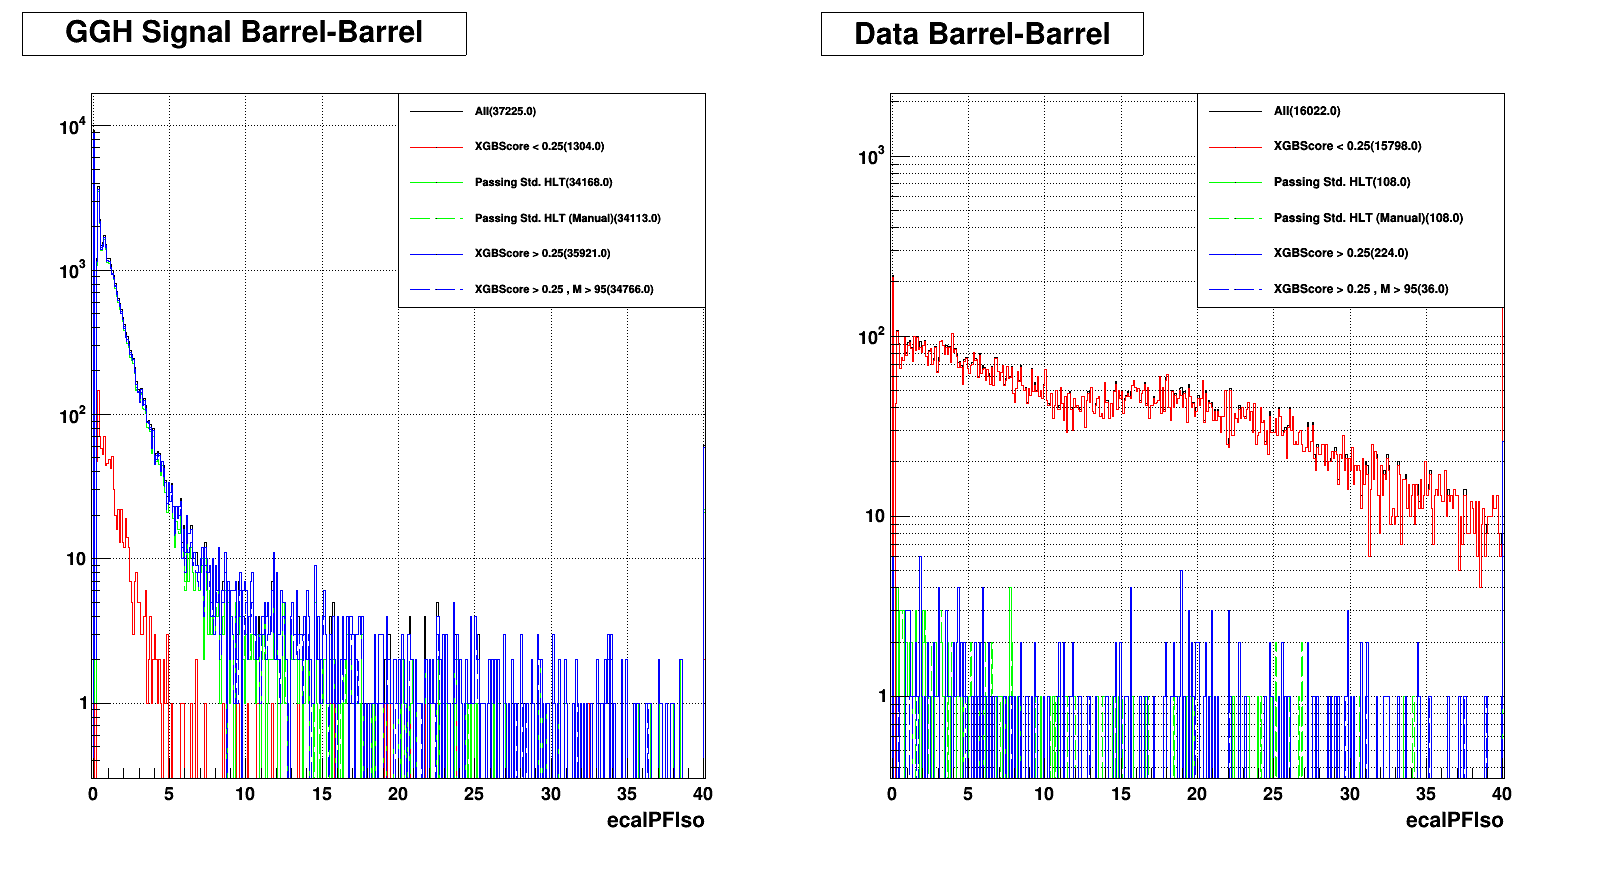 GGH Signal Barrel-Barrel
All(37225.0)
XGBScore < 0.25(1304.0)
Passing Std. HLT(34168.0)
Passing Std. HLT (Manual)(34113.0)
XGBScore > 0.25(35921.0)
XGBScore > 0.25 , M > 95(34766.0)
10^4
10^3
10^2
10
1
0 5 10 15 20 25 30 35 40
ecalPFIso
Data Barrel-Barrel
All(16022.0)
XGBScore < 0.25(15798.0)
Passing Std. HLT(108.0)
Passing Std. HLT (Manual)(108.0)
XGBScore > 0.25(224.0)
XGBScore > 0.25 , M > 95(36.0)
10^3
10^2
10
1
0 5 10 15 20 25 30 35 40
ecalPFIso